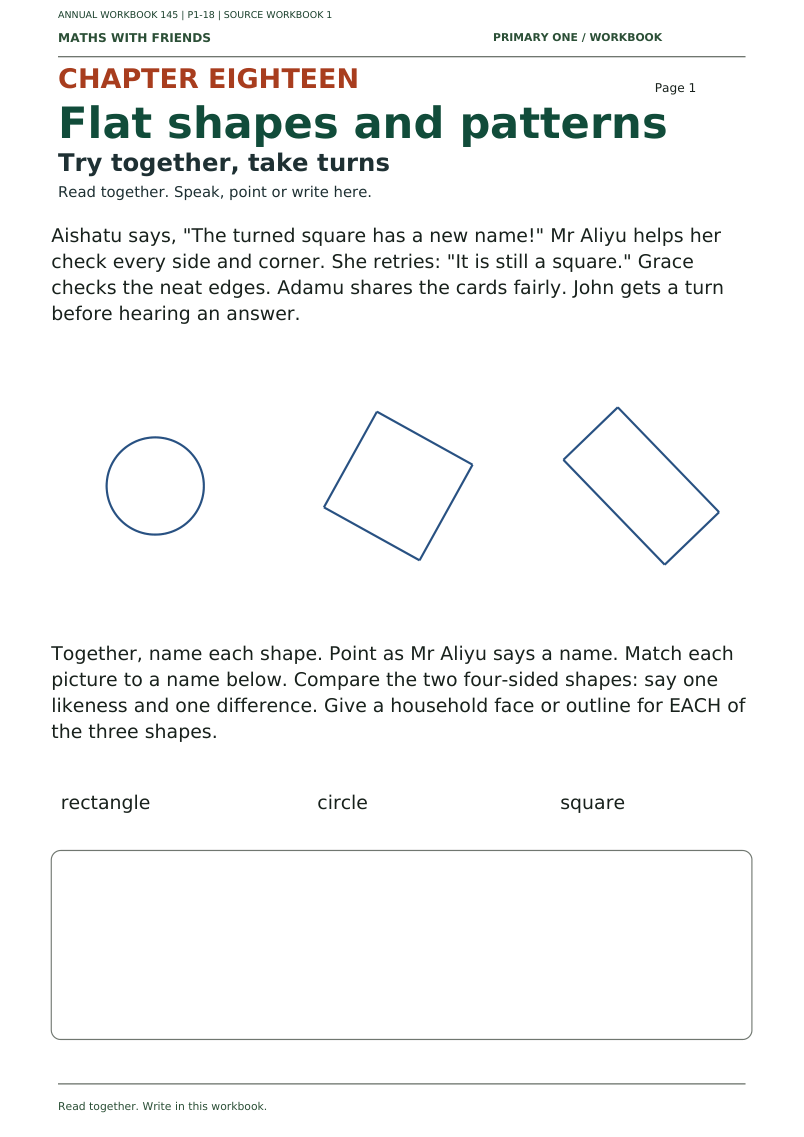 ANNUAL WORKBOOK 145 | P1-18 | SOURCE WORKBOOK 1
MATHS WITH FRIENDS
PRIMARY ONE / WORKBOOK
CHAPTER EIGHTEEN
Page 1
Flat shapes and patterns
Try together, take turns
Read together. Speak, point or write here.
Aishatu says, "The turned square has a new name!" Mr Aliyu helps her
check every side and corner. She retries: "It is still a square." Grace
checks the neat edges. Adamu shares the cards fairly. John gets a turn
before hearing an answer.
Together, name each shape. Point as Mr Aliyu says a name. Match each
picture to a name below. Compare the two four-sided shapes: say one
likeness and one difference. Give a household face or outline for EACH of
the three shapes.
rectangle
circle
square
Read together. Write in this workbook.